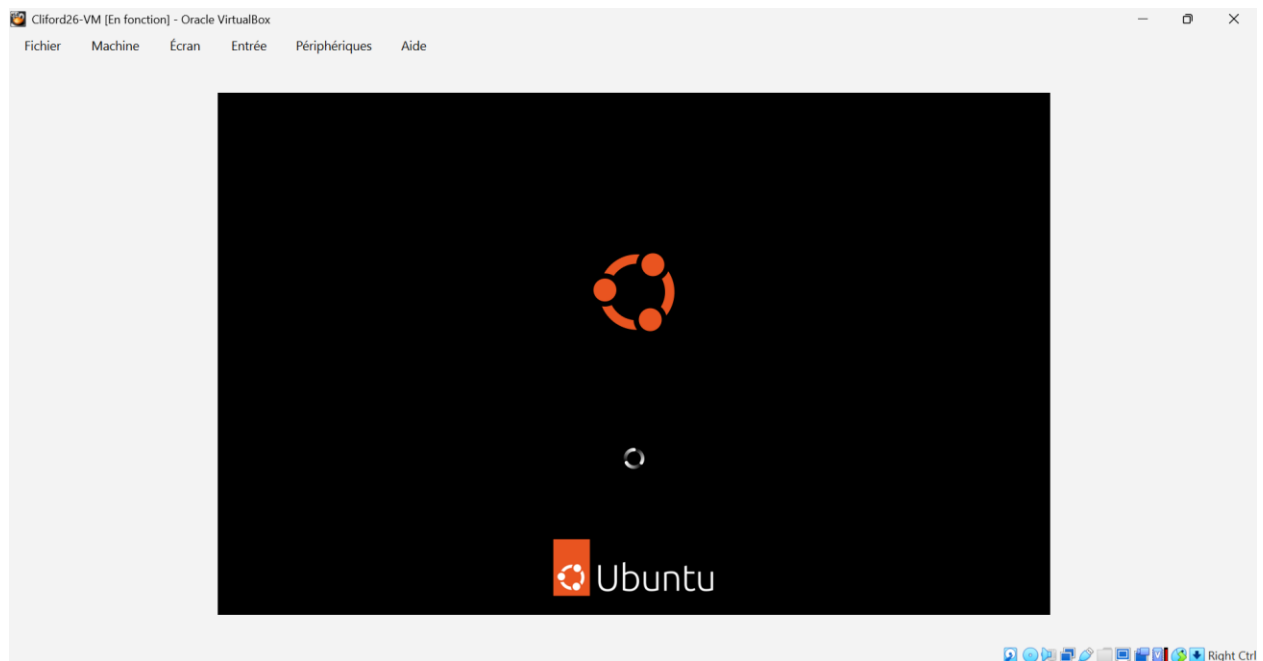 Cliford26-VM [En fonction] - Oracle VirtualBox
Fichier Machine Écran Entrée Périphériques Aide
Ubuntu
Right Ctrl